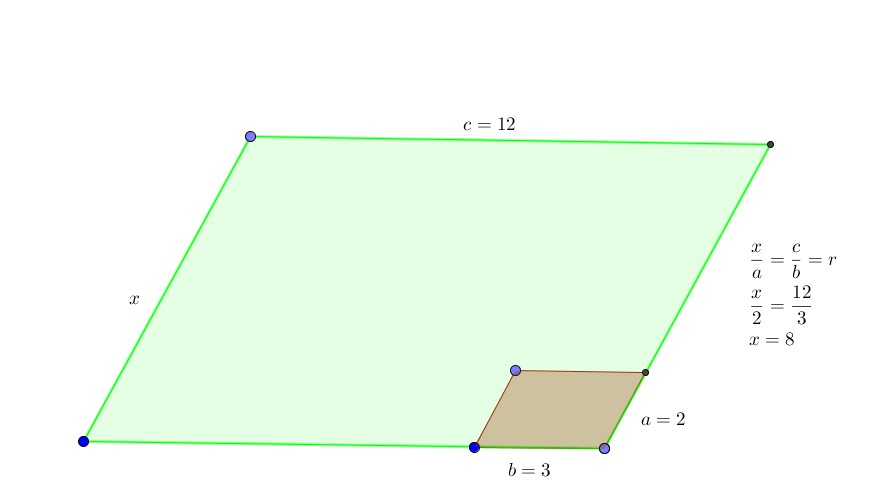 c = 12
x
x/a = c/b = r
x/2 = 12/3
x = 8
a = 2
b = 3